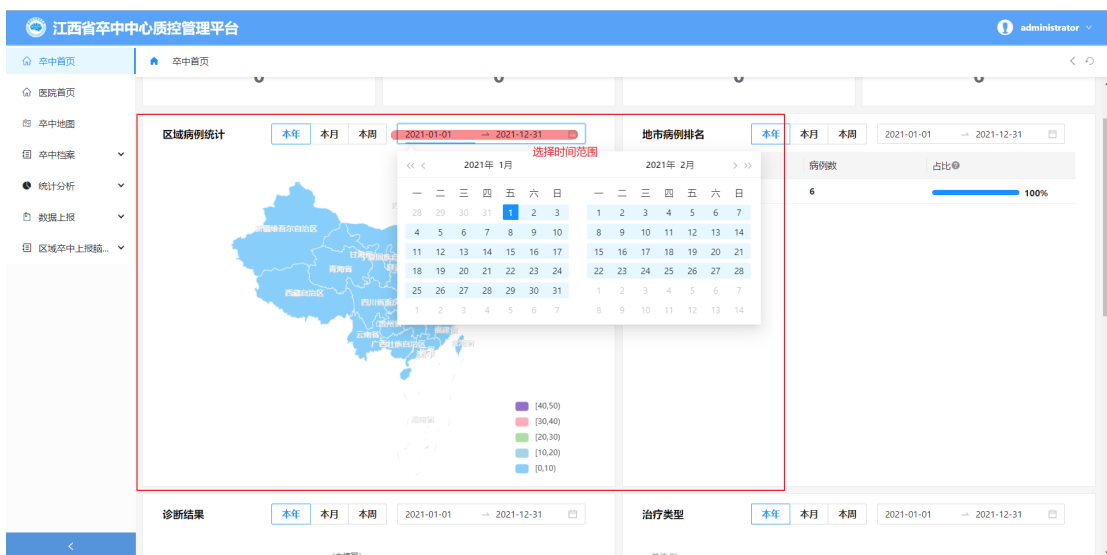 江西省卒中中心质控管理平台 administrator
卒中首页
医院首页
卒中地图
卒中档案
统计分析
数据上报
区域卒中上报脑...
卒中首页
0 0 0 0
区域病例统计 本年 本月 本周 2021-01-01 → 2021-12-31
选择时间范围
2021年 1月
一 二 三 四 五 六 日
28 29 30 31 1 2 3
4 5 6 7 8 9 10
11 12 13 14 15 16 17
18 19 20 21 22 23 24
25 26 27 28 29 30 31
1 2 3 4 5 6 7
2021年 2月
一 二 三 四 五 六 日
1 2 3 4 5 6 7
8 9 10 11 12 13 14
15 16 17 18 19 20 21
22 23 24 25 26 27 28
1 2 3 4 5 6 7
8 9 10 11 12 13 14
新疆维吾尔自治区
青海省
西藏自治区
云南省
广西壮族自治区
[40,50)
[30,40)
[20,30)
[10,20)
[0,10)
地市病例排名 本年 本月 本周 2021-01-01 → 2021-12-31
病例数 占比
6 100%
诊断结果 本年 本月 本周 2021-01-01 → 2021-12-31
治疗类型 本年 本月 本周 2021-01-01 → 2021-12-31